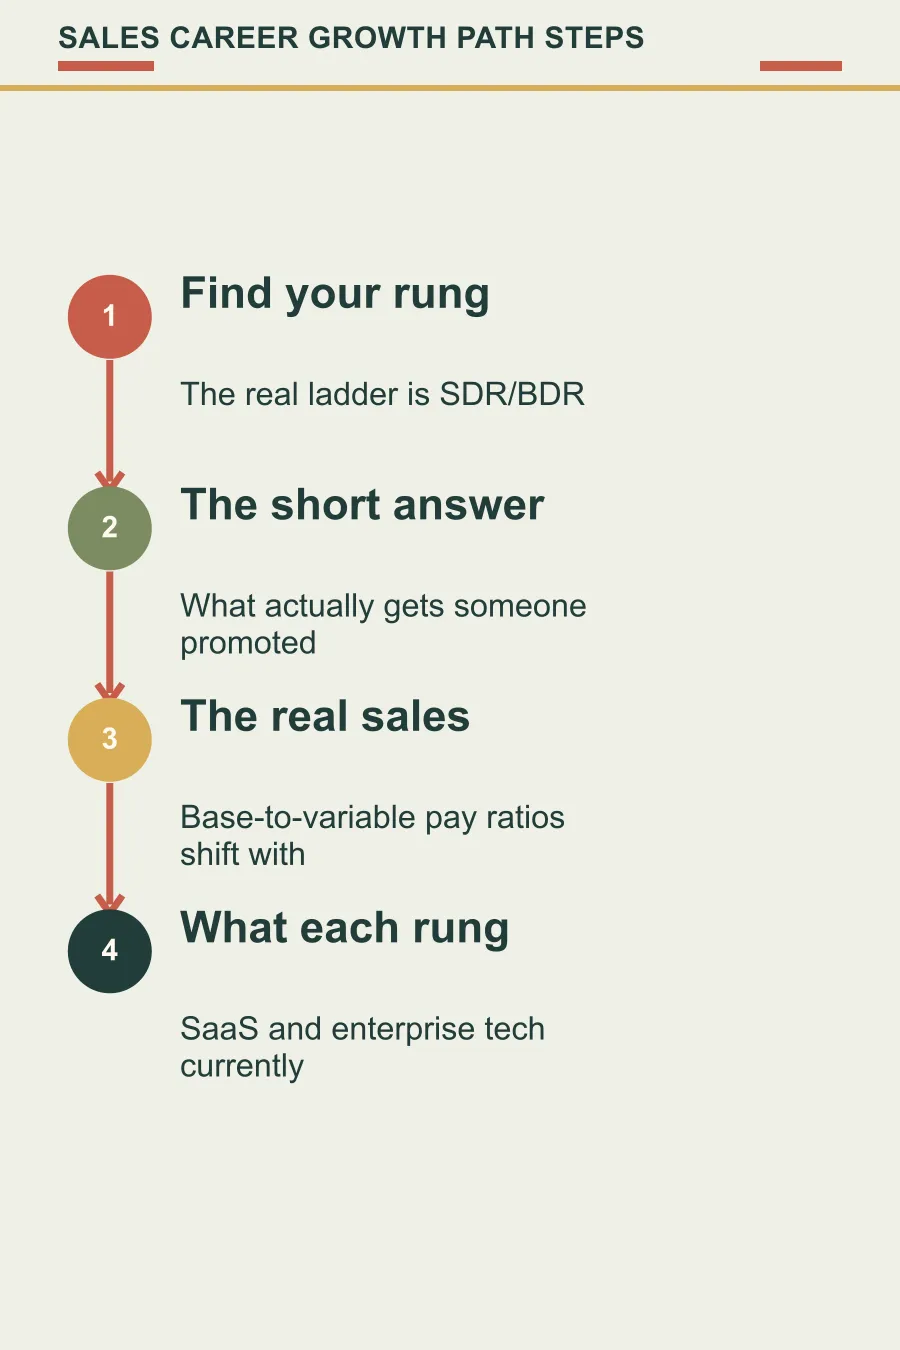 SALES CAREER GROWTH PATH STEPS
1
Find your rung
The real ladder is SDR/BDR
2
The short answer
What actually gets someone
promoted
3
The real sales
Base-to-variable pay ratios
shift with
4
What each rung
SaaS and enterprise tech
currently